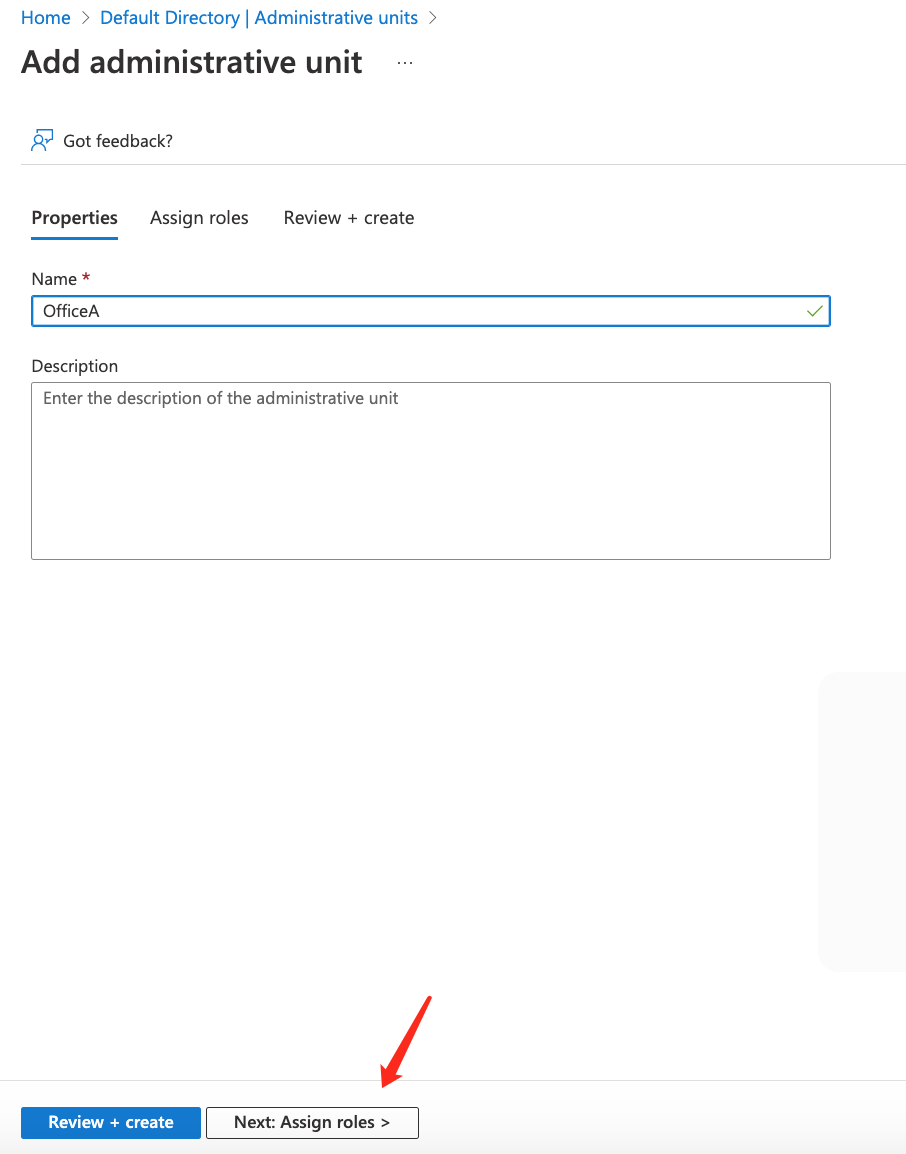 Home > Default Directory | Administrative units >
Add administrative unit ...
Got feedback?
Properties Assign roles Review + create
Name *
OfficeA
Description
Enter the description of the administrative unit
Review + create Next: Assign roles >